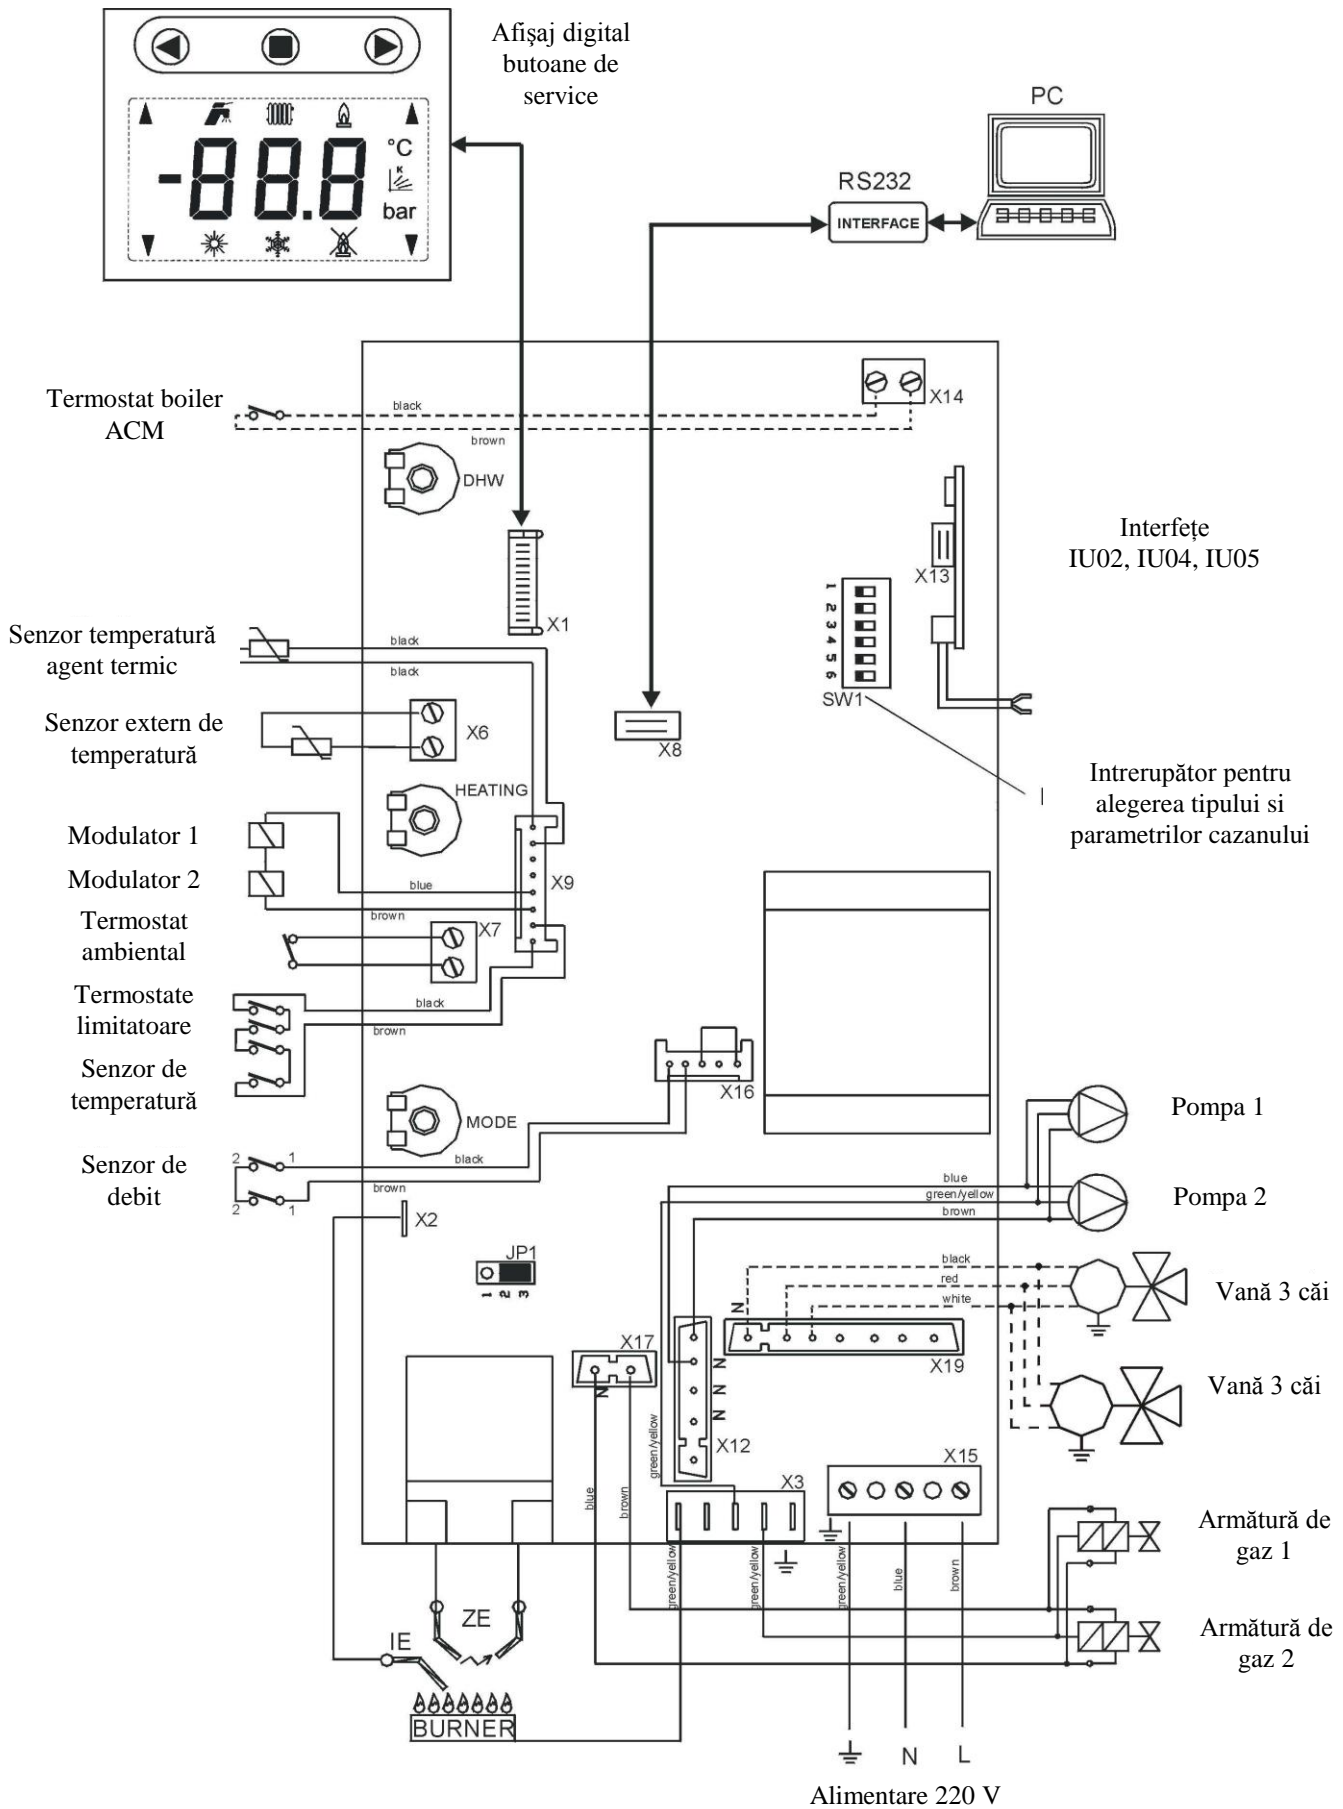 Afişaj digital
butoane de
service
°C
K
bar
-88.8
PC
RS232
INTERFACE
X14
Termostat boiler
ACM
black
brown
DHW
Interfețe
IU02, IU04, IU05
X13
X1
1
2
3
4
5
6
SW1
Senzor temperatură
agent termic
black
black
Senzor extern de
temperatură
X6
X8
Intrerupător pentru
alegerea tipului si
parametrilor cazanului
HEATING
Modulator 1
Modulator 2
blue
X9
brown
Termostat
ambiental
X7
Termostate
limitatoare
black
brown
Senzor de
temperatură
X16
MODE
Pompa 1
Senzor de
debit
2 1
black
brown
2 1
X2
blue
green/yellow
brown
Pompa 2
JP1
1 2 3
black
red
white
Vană 3 căi
N
X19
X17
N
N
N
N
X12
Vană 3 căi
green/yellow
blue
brown
X3
X15
Armătură de
gaz 1
green/yellow
green/yellow
green/yellow
blue
brown
ZE
IE
Armătură de
gaz 2
BURNER
N L
Alimentare 220 V